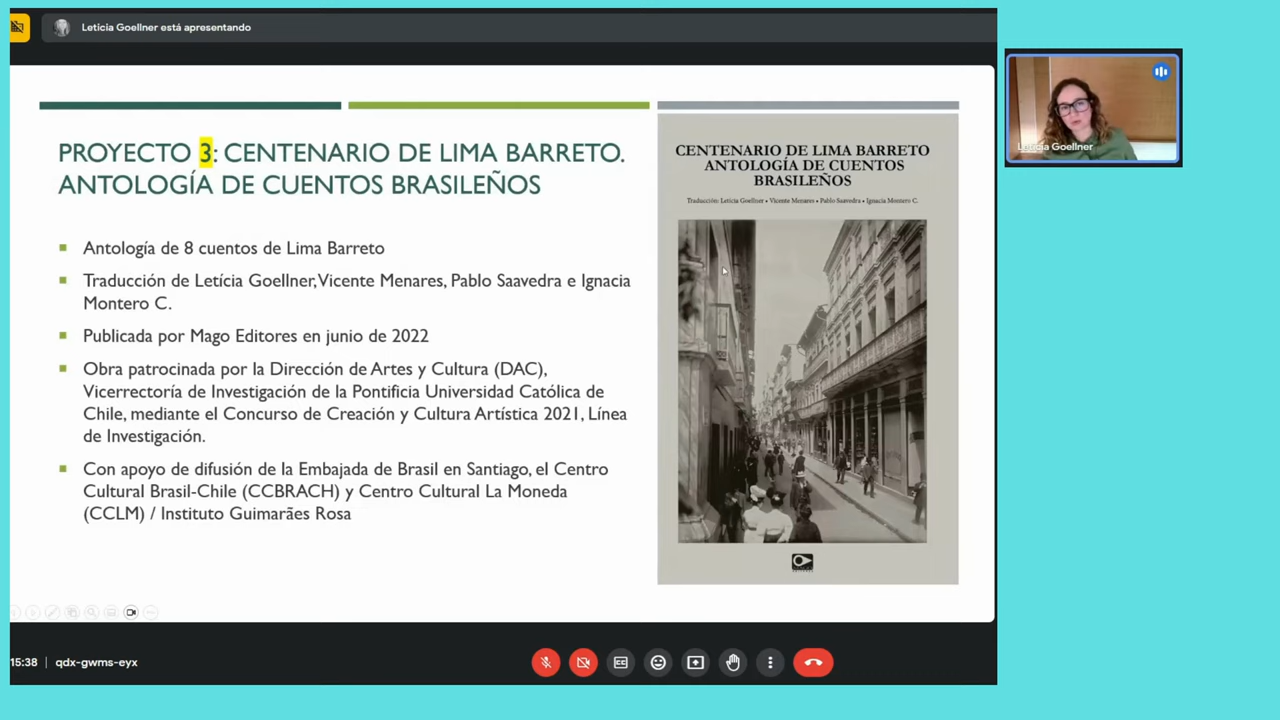 Letícia Goellner está apresentando
PROYECTO 3: CENTENARIO DE LIMA BARRETO.
ANTOLOGÍA DE CUENTOS BRASILEÑOS
Antología de 8 cuentos de Lima Barreto
Traducción de Letícia Goellner, Vicente Menares, Pablo Saavedra e Ignacia
Montero C.
Publicada por Mago Editores en junio de 2022
Obra patrocinada por la Dirección de Artes y Cultura (DAC),
Vicerrectoría de Investigación de la Pontificia Universidad Católica de
Chile, mediante el Concurso de Creación y Cultura Artística 2021, Línea
de Investigación.
Con apoyo de difusión de la Embajada de Brasil en Santiago, el Centro
Cultural Brasil-Chile (CCBRACH) y Centro Cultural La Moneda
(CCLM) / Instituto Guimarães Rosa
CENTENARIO DE LIMA BARRETO
ANTOLOGÍA DE CUENTOS
BRASILEÑOS
Traducción: Letícia Goellner • Vicente Menares • Pablo Saavedra • Ignacia Montero C.
Letícia Goellner
15:38 | qdx-gwms-eyx